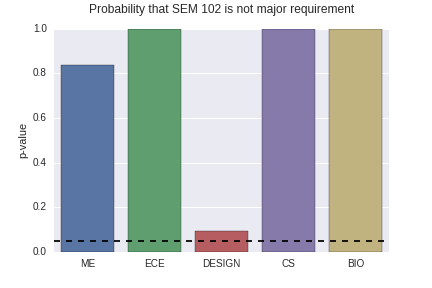 Probability that SEM 102 is not major requirement
1.0
0.8
0.6
0.4
0.2
0.0
p-value
ME ECE DESIGN CS BIO